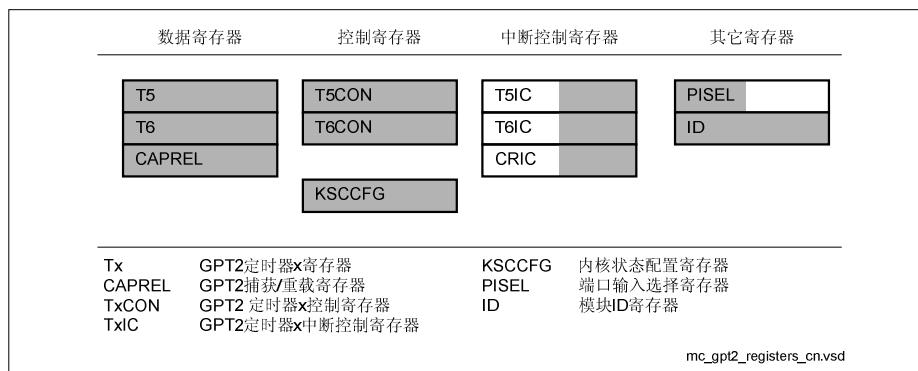 数据寄存器 控制寄存器 中断控制寄存器 其它寄存器
T5 T5CON T5IC PISEL
T6 T6CON T6IC ID
CAPREL CRIC
KSCCFG
Tx GPT2定时器x寄存器 KSCCFG 内核状态配置寄存器
CAPREL GPT2捕获/重载寄存器 PISEL 端口输入选择寄存器
TxCON GPT2 定时器x控制寄存器 ID 模块ID寄存器
TxIC GPT2定时器x中断控制寄存器
mc_gpt2_registers_cn.vsd